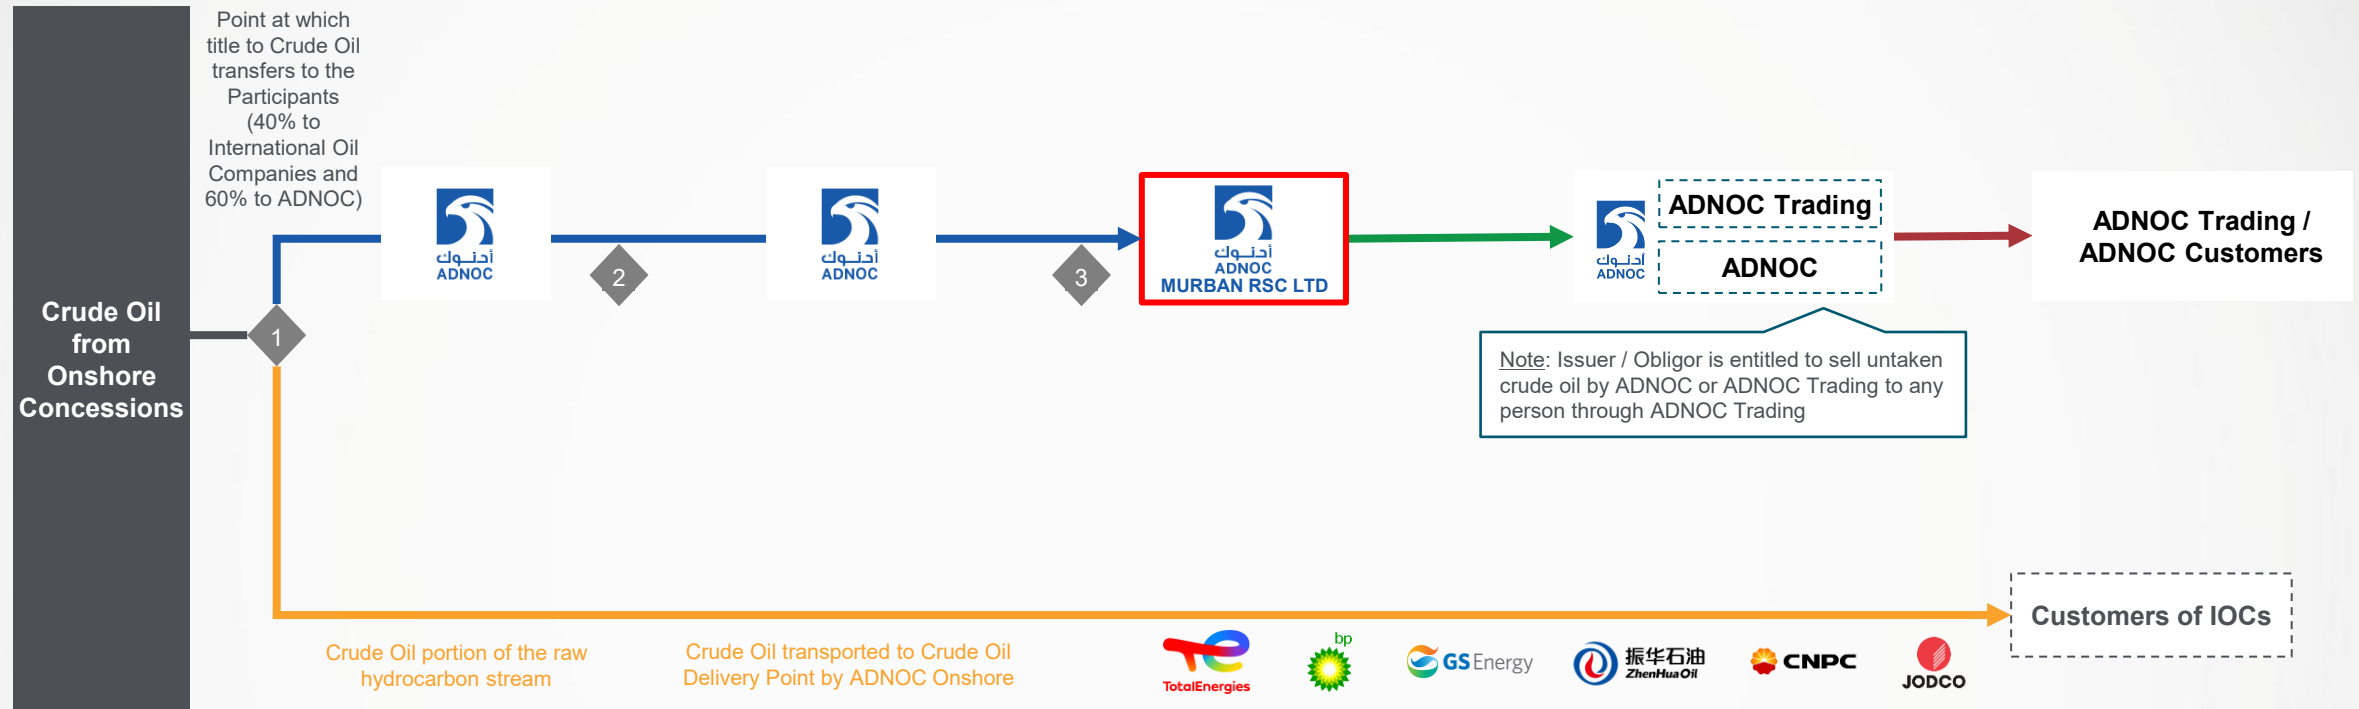 Point at which
title to Crude Oil
transfers to the
Participants
(40% to
International Oil
Companies and
60% to ADNOC)
Crude Oil
from
Onshore
Concessions
1
أدنوك
ADNOC
2
أدنوك
ADNOC
3
أدنوك
ADNOC
MURBAN RSC LTD
أدنوك
ADNOC
ADNOC Trading
ADNOC
ADNOC Trading /
ADNOC Customers
Note: Issuer / Obligor is entitled to sell untaken
crude oil by ADNOC or ADNOC Trading to any
person through ADNOC Trading
Customers of IOCs
Crude Oil portion of the raw
hydrocarbon stream
Crude Oil transported to Crude Oil
Delivery Point by ADNOC Onshore
TotalEnergies
bp
GS Energy
振华石油
ZhenHua Oil
CNPC
JODCO